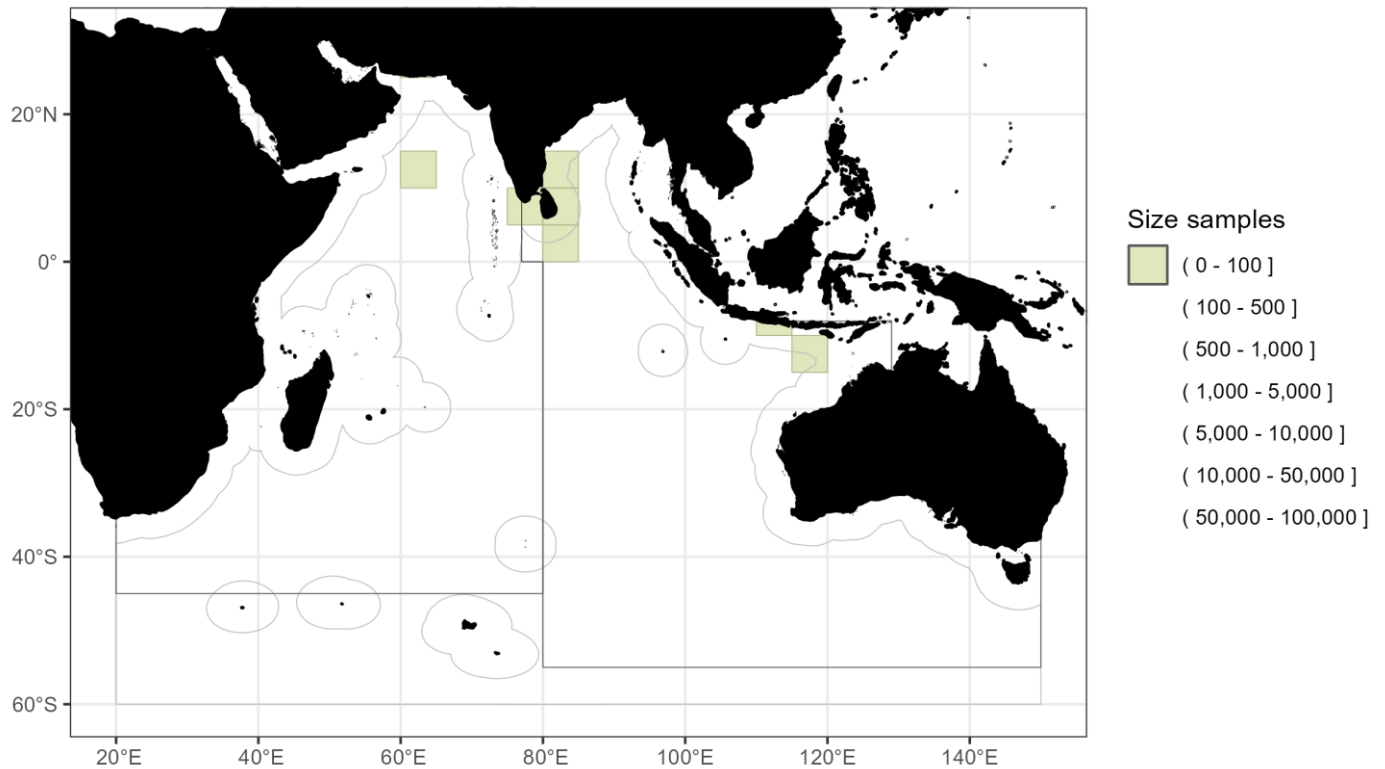 20°N
0°
20°S
40°S
60°S
20°E 40°E 60°E 80°E 100°E 120°E 140°E
Size samples
( 0 - 100 ]
( 100 - 500 ]
( 500 - 1,000 ]
( 1,000 - 5,000 ]
( 5,000 - 10,000 ]
( 10,000 - 50,000 ]
( 50,000 - 100,000 ]